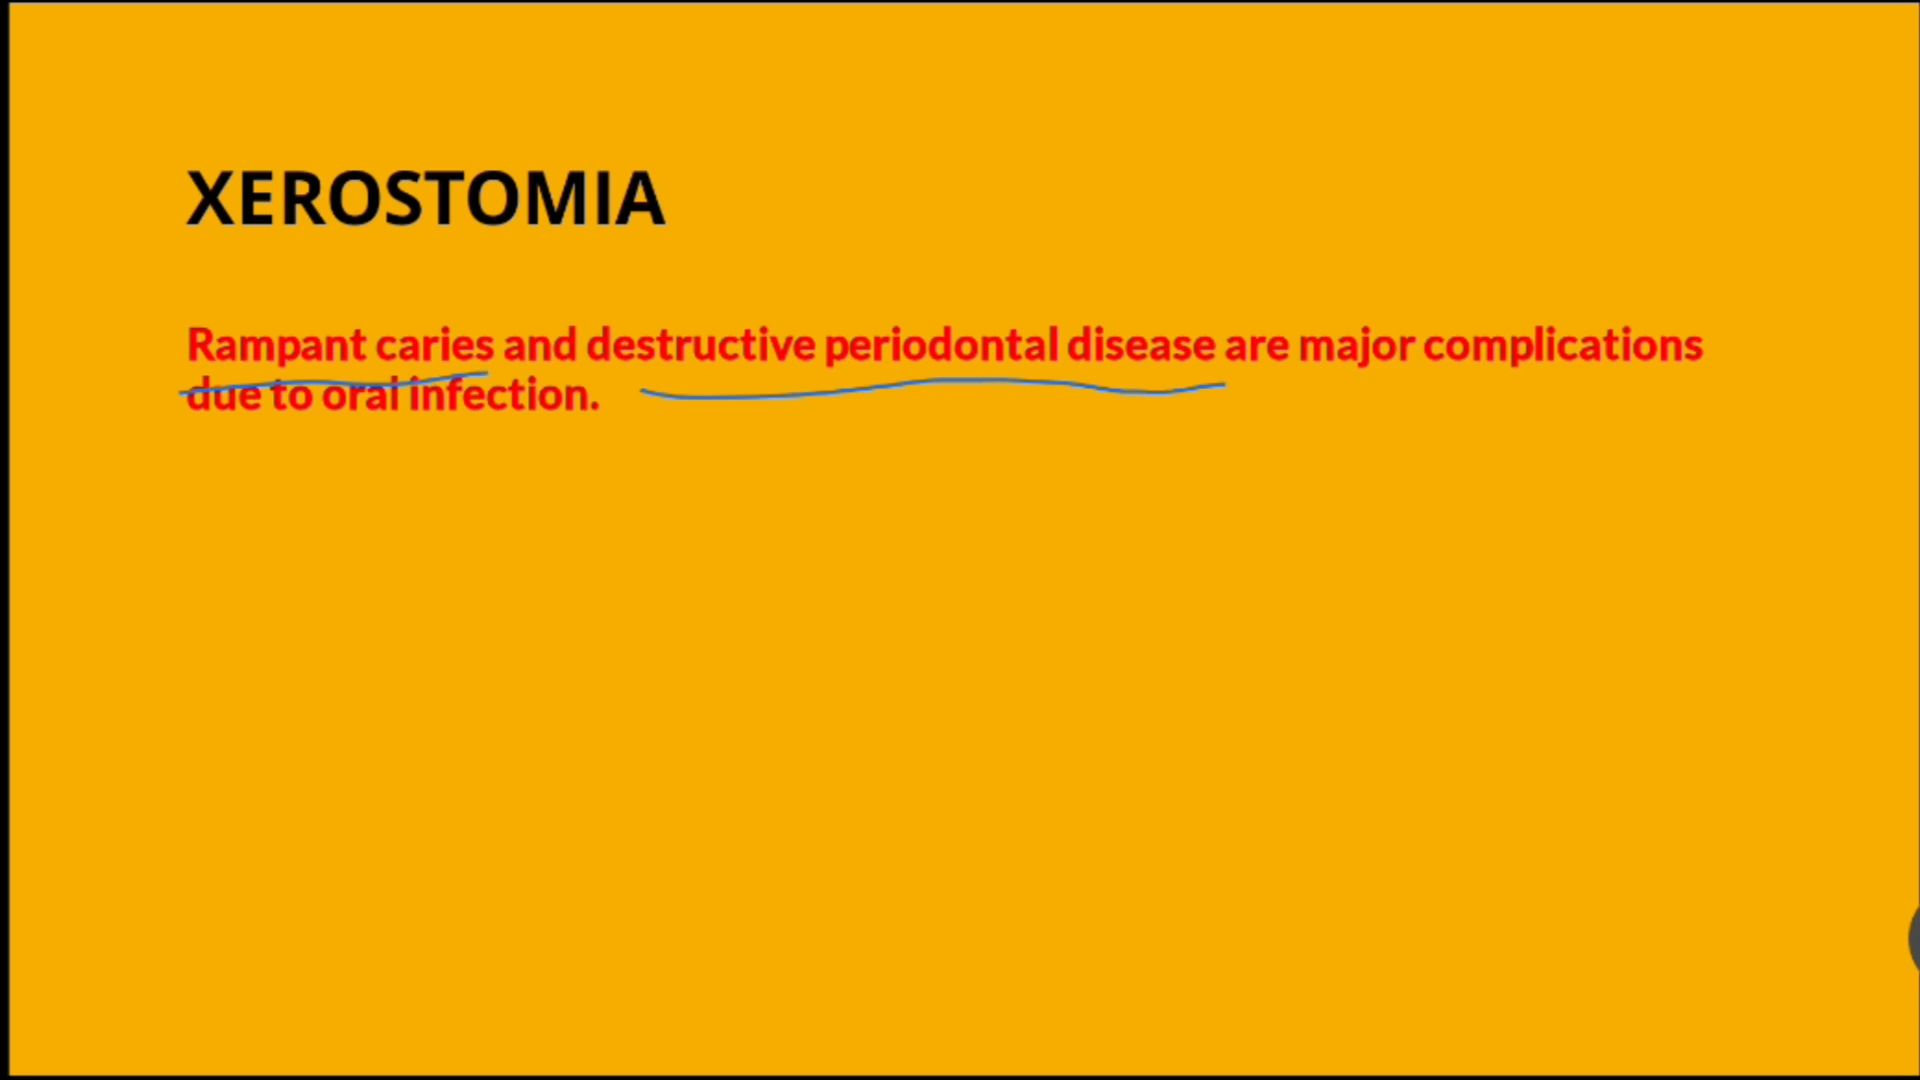 XEROSTOMIA
Rampant caries and destructive periodontal disease are major complications
due to oral infection.